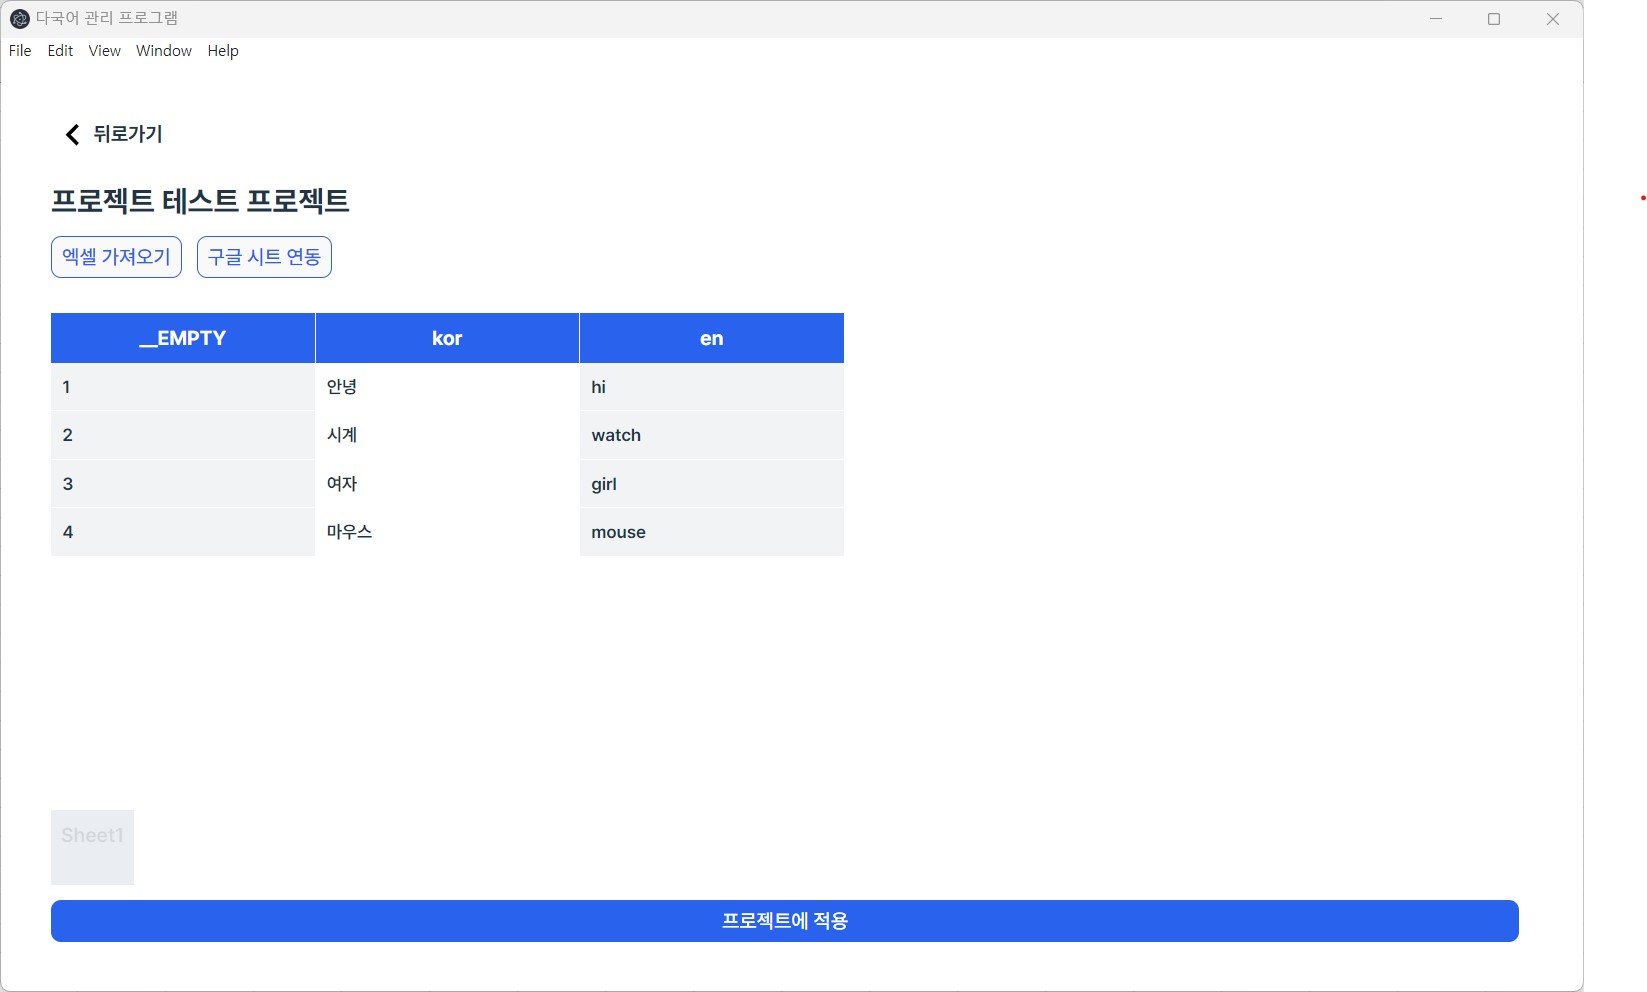 다국어 관리 프로그램
File Edit View Window Help
뒤로가기
프로젝트 테스트 프로젝트
엑셀 가져오기 구글 시트 연동
__EMPTY kor en
1 안녕 hi
2 시계 watch
3 여자 girl
4 마우스 mouse
Sheet1
프로젝트에 적용